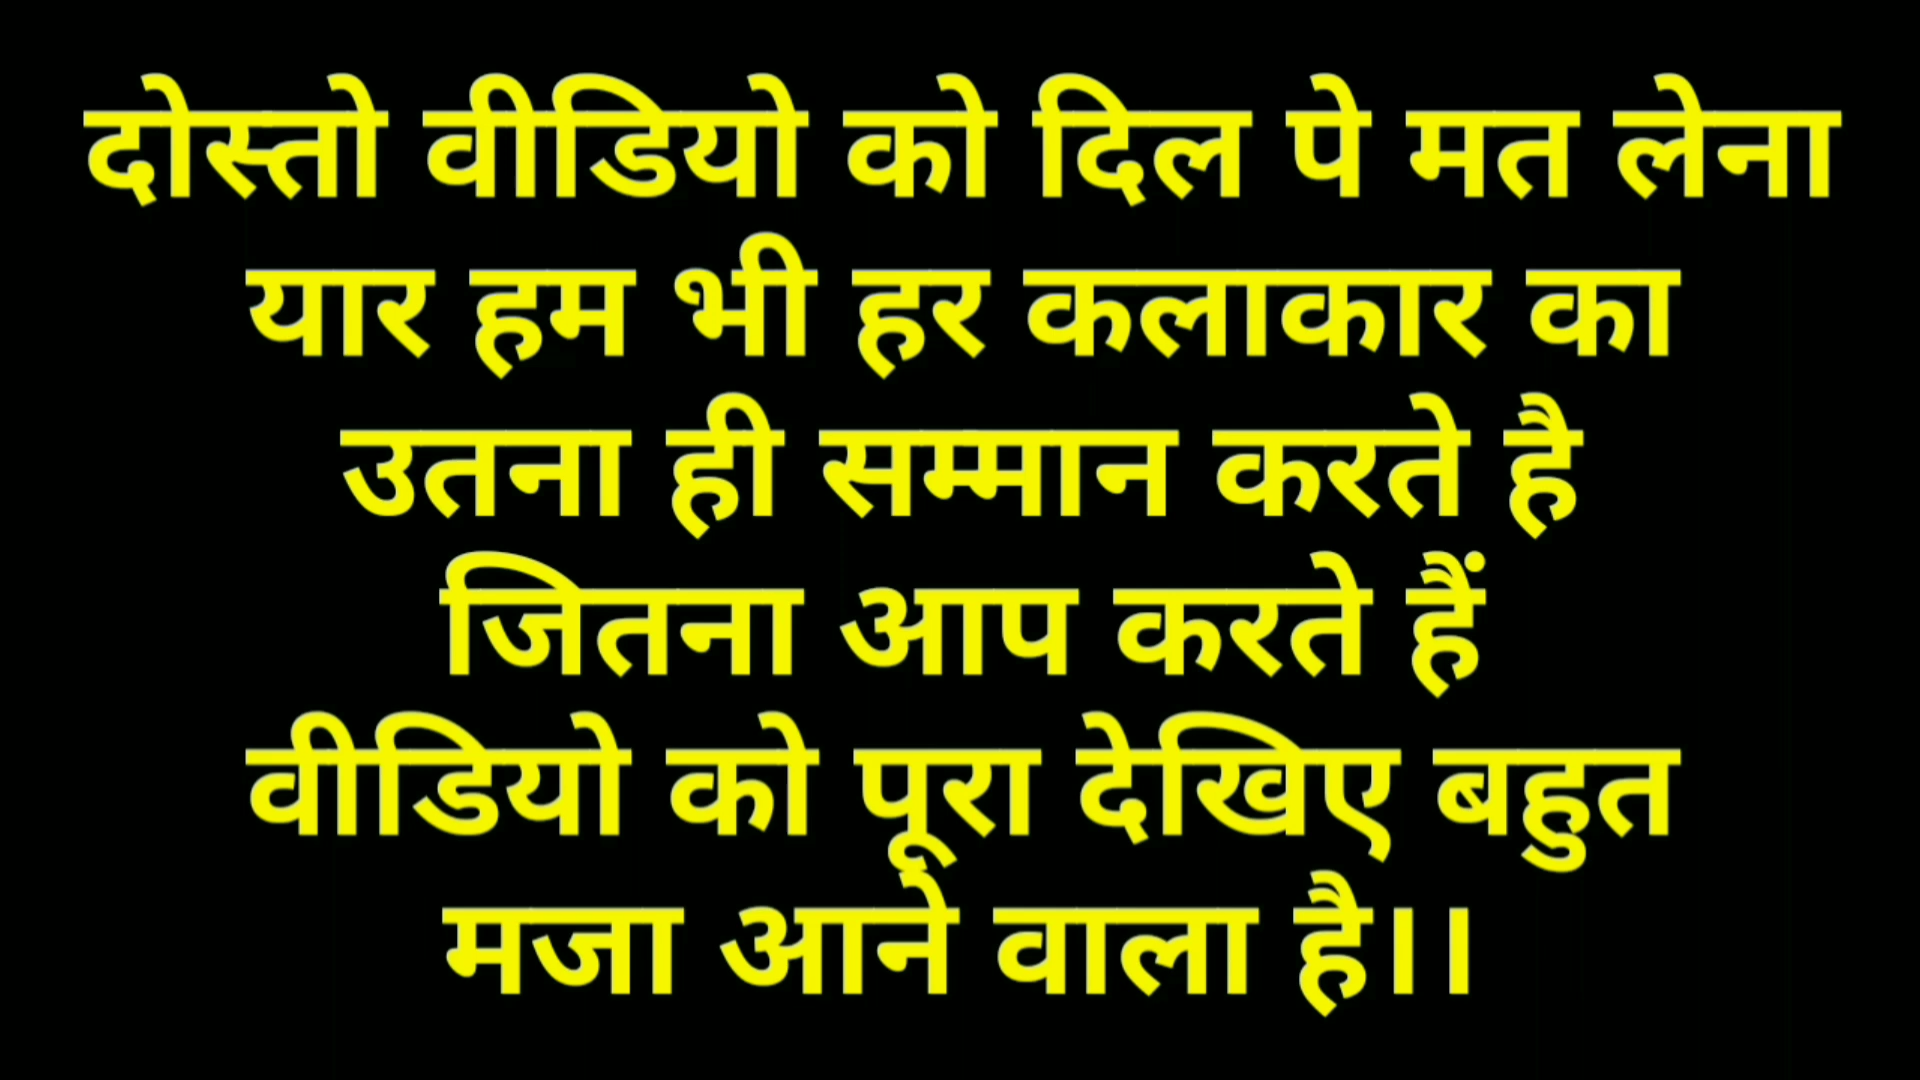 दोस्तो वीडियो को दिल पे मत लेना
यार हम भी हर कलाकार का
उतना ही सम्मान करते है
जितना आप करते हैं
वीडियो को पूरा देखिए बहुत
मजा आने वाला है।।